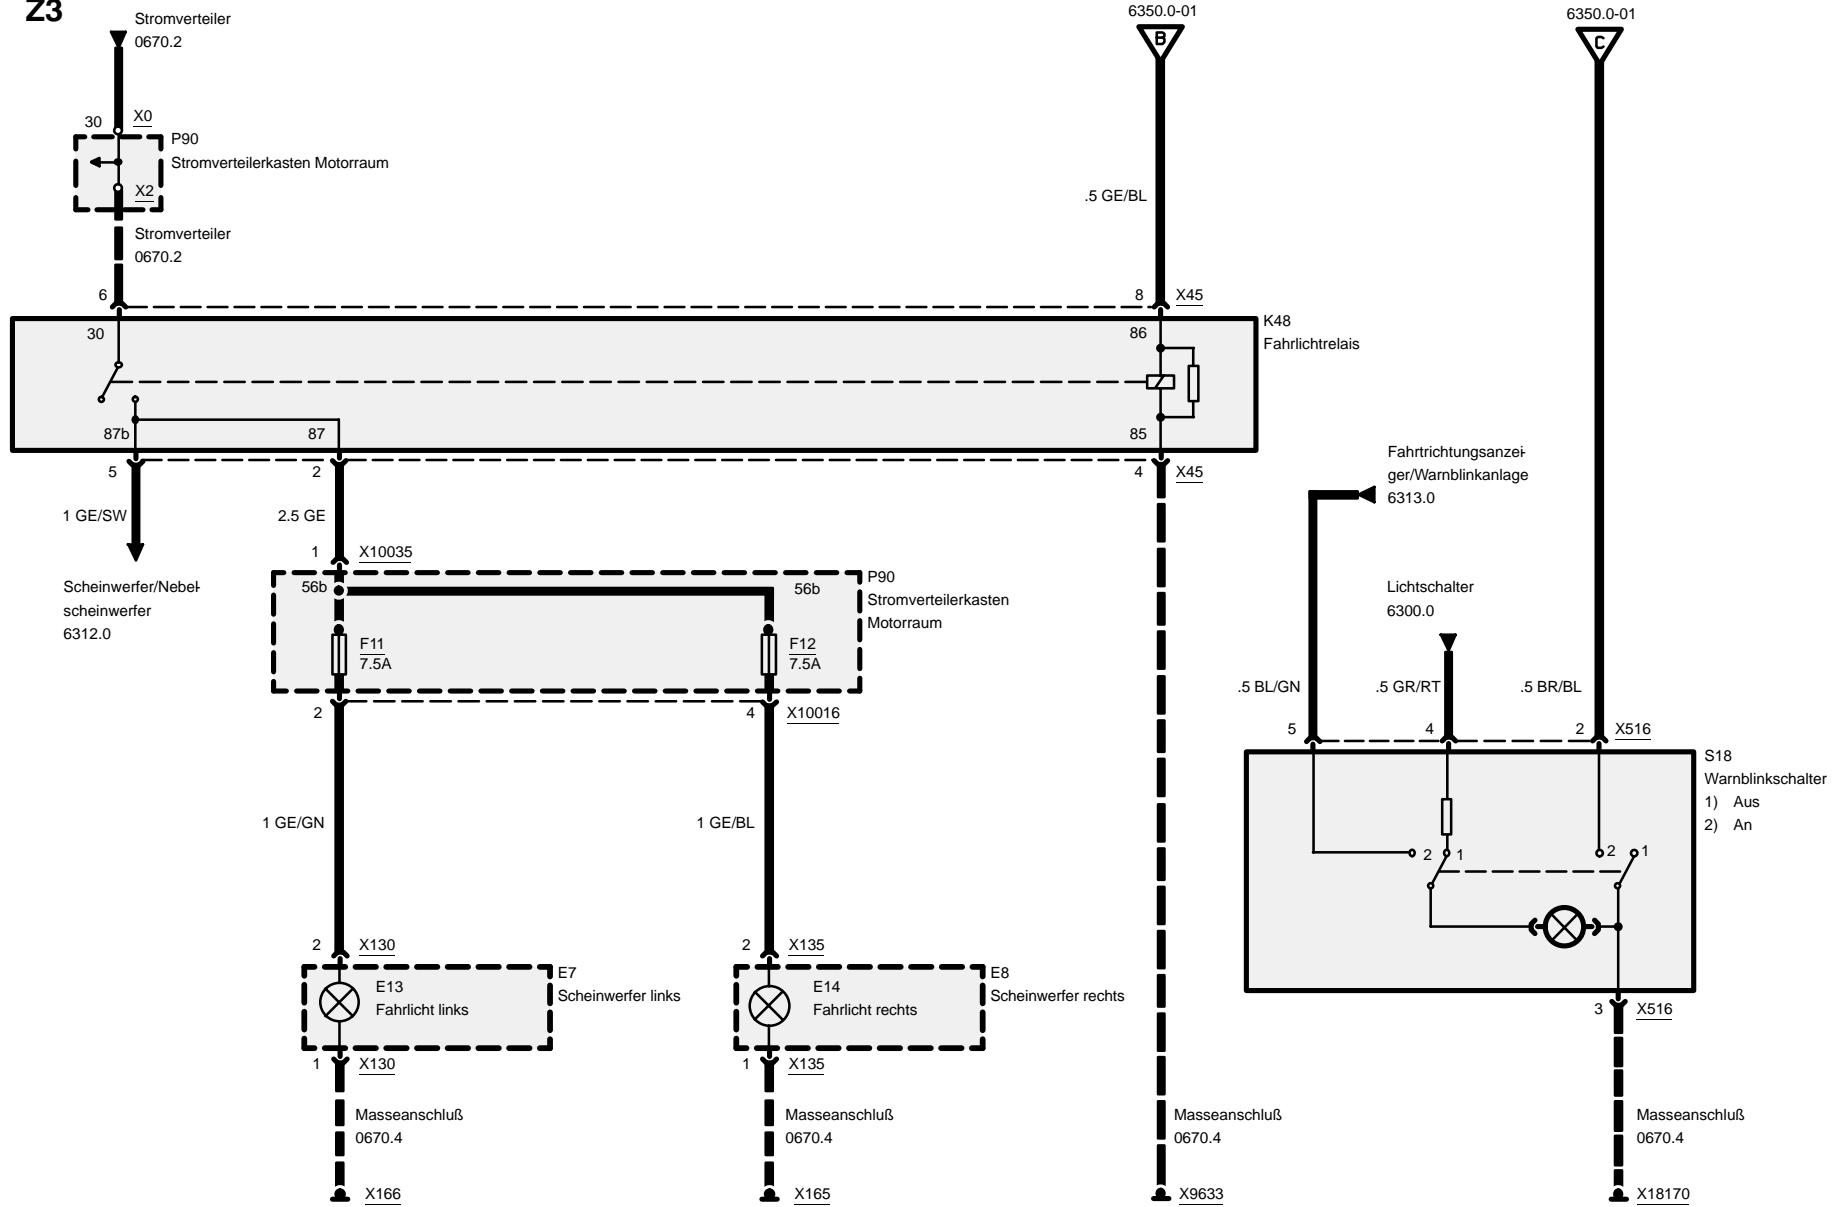 Z3
Stromverteiler
0670.2
6350.0-01
B
6350.0-01
C
30
X0
P90
Stromverteilerkasten Motorraum
X2
.5 GE/BL
Stromverteiler
0670.2
6
8
X45
30
86
K48
Fahrlichtrelais
87b
87
85
5
2
4
X45
1 GE/SW
2.5 GE
Fahrtrichtungsanzei-
ger/Warnblinkanlage
6313.0
1
X10035
Scheinwerfer/Nebel-
scheinwerfer
6312.0
56b
56b
P90
Stromverteilerkasten
Motorraum
Lichtschalter
6300.0
F11
7.5A
F12
7.5A
2
4
X10016
.5 BL/GN
.5 GR/RT
.5 BR/BL
5
4
2
X516
S18
Warnblinkschalter
1) Aus
2) An
1 GE/GN
1 GE/BL
2
1
2
1
2
X130
2
X135
E7
Scheinwerfer links
E13
Fahrlicht links
E8
Scheinwerfer rechts
E14
Fahrlicht rechts
3
X516
1
X130
1
X135
Masseanschluß
0670.4
Masseanschluß
0670.4
Masseanschluß
0670.4
Masseanschluß
0670.4
X166
X165
X9633
X18170